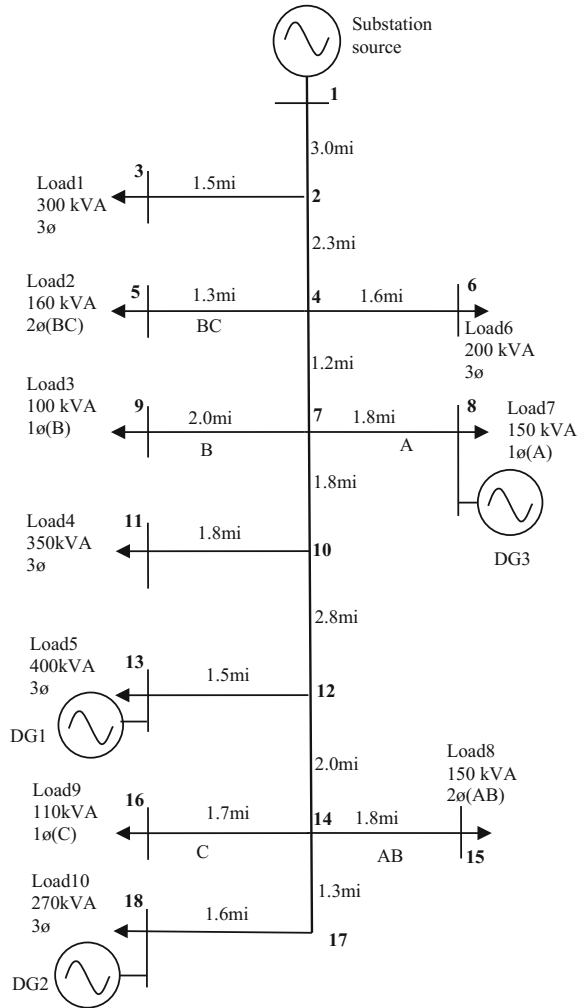 Substation
source
1
3.0mi
3
Load1
300 kVA
3ø
1.5mi
2
2.3mi
Load2
160 kVA
2ø(BC)
5
1.3mi
BC
4
1.6mi
6
Load6
200 kVA
3ø
1.2mi
Load3
100 kVA
1ø(B)
9
2.0mi
B
7
1.8mi
A
8
Load7
150 kVA
1ø(A)
DG3
1.8mi
11
Load4
350kVA
3ø
1.8mi
10
2.8mi
Load5
400kVA
3ø
13
1.5mi
12
DG1
2.0mi
Load9
110kVA
1ø(C)
16
1.7mi
C
14
1.8mi
AB
Load8
150 kVA
2ø(AB)
15
1.3mi
Load10
270kVA
3ø
18
1.6mi
17
DG2